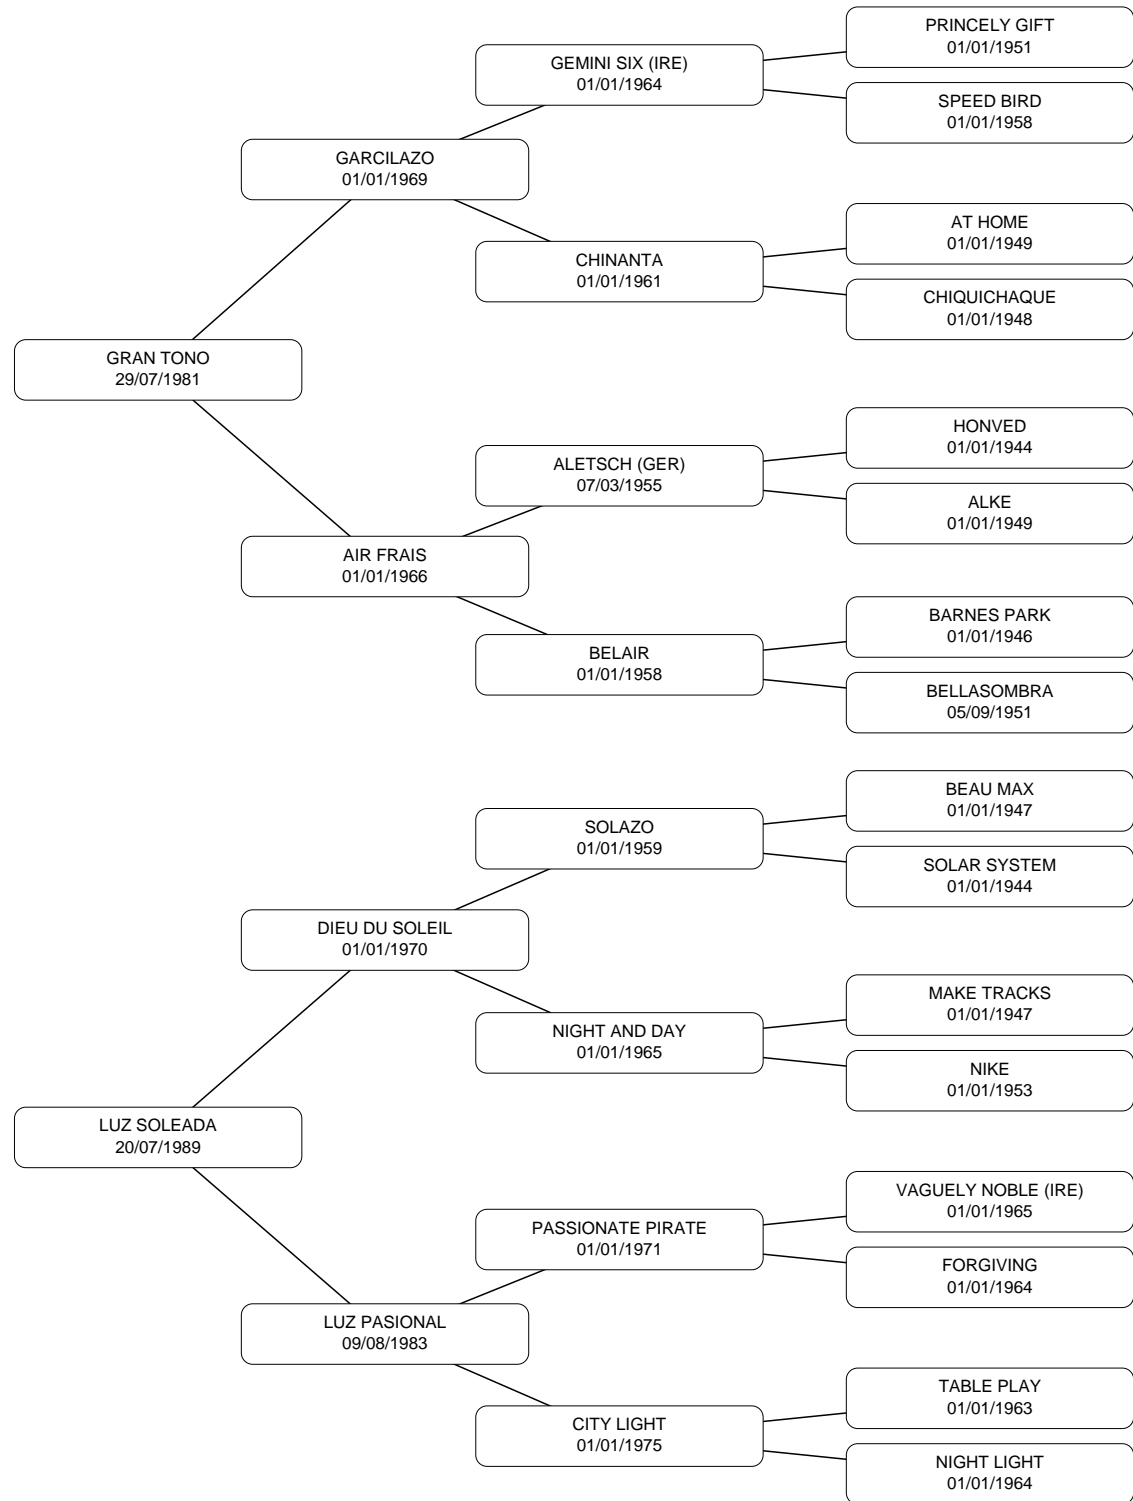 PRINCELY GIFT
01/01/1951
GEMINI SIX (IRE)
01/01/1964
SPEED BIRD
01/01/1958
GARCILAZO
01/01/1969
AT HOME
01/01/1949
CHINANTA
01/01/1961
CHIQUICHAQUE
01/01/1948
GRAN TONO
29/07/1981
HONVED
01/01/1944
ALETSCH (GER)
07/03/1955
ALKE
01/01/1949
AIR FRAIS
01/01/1966
BARNES PARK
01/01/1946
BELAIR
01/01/1958
BELLASOMBRA
05/09/1951
BEAU MAX
01/01/1947
SOLAZO
01/01/1959
SOLAR SYSTEM
01/01/1944
DIEU DU SOLEIL
01/01/1970
MAKE TRACKS
01/01/1947
NIGHT AND DAY
01/01/1965
NIKE
01/01/1953
LUZ SOLEADA
20/07/1989
VAGUELY NOBLE (IRE)
01/01/1965
PASSIONATE PIRATE
01/01/1971
FORGIVING
01/01/1964
LUZ PASIONAL
09/08/1983
TABLE PLAY
01/01/1963
CITY LIGHT
01/01/1975
NIGHT LIGHT
01/01/1964